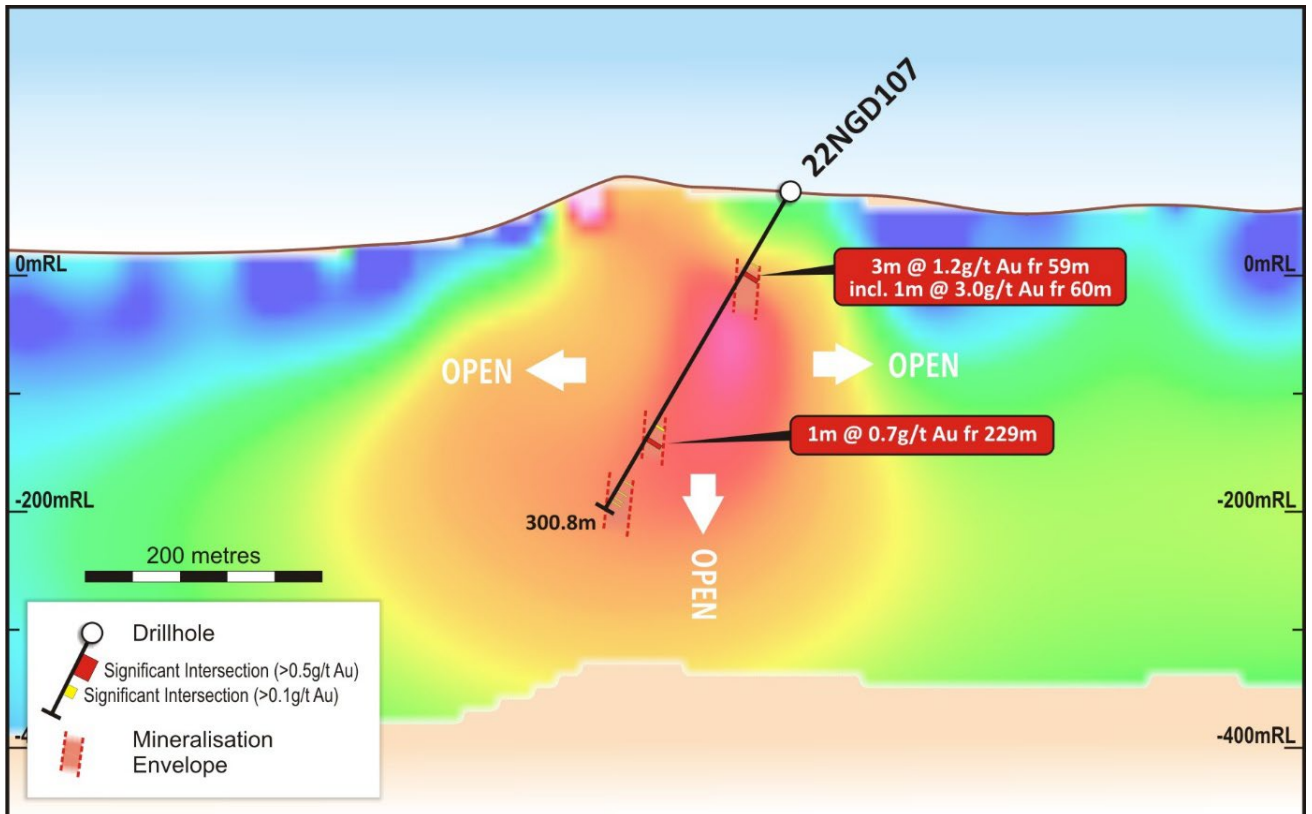 22NGD107
0mRL
0mRL
3m @ 1.2g/t Au fr 59m
incl. 1m @ 3.0g/t Au fr 60m
OPEN
OPEN
1m @ 0.7g/t Au fr 229m
-200mRL
-200mRL
300.8m
OPEN
200 metres
Drillhole
Significant Intersection (>0.5g/t Au)
Significant Intersection (>0.1g/t Au)
Mineralisation
Envelope
-400mRL